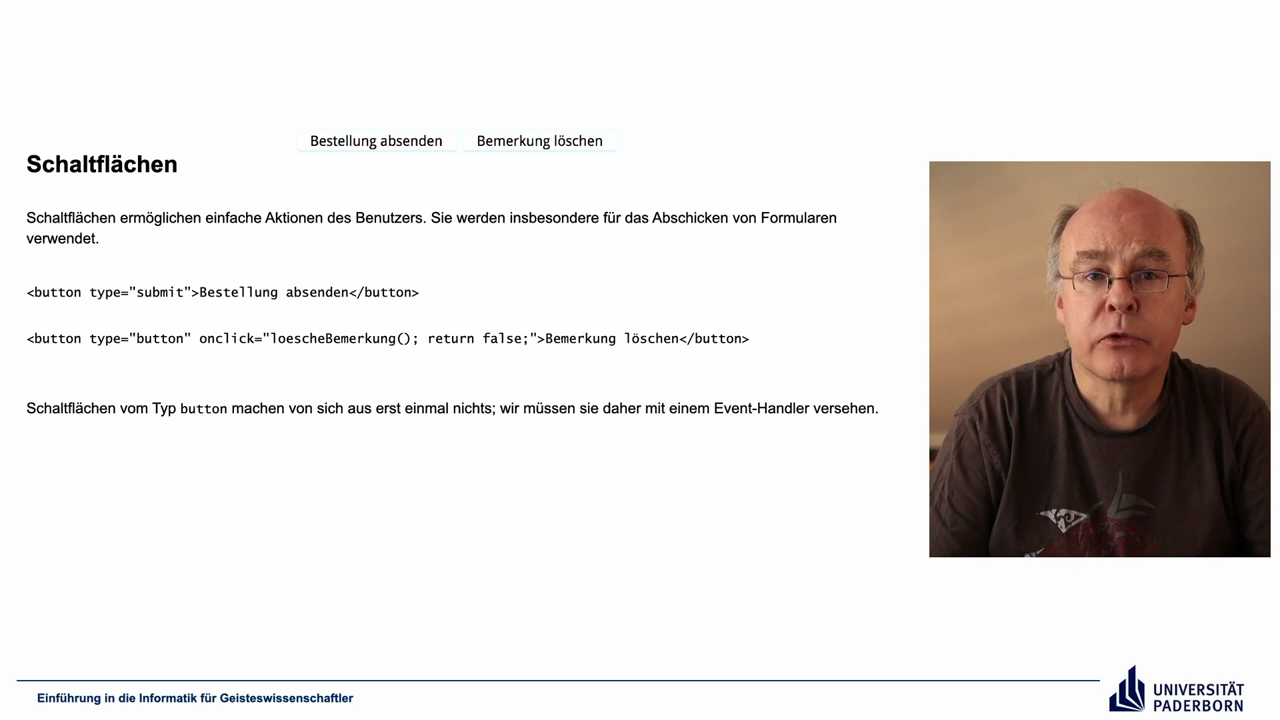 Bestellung absenden Bemerkung löschen
Schaltflächen
Schaltflächen ermöglichen einfache Aktionen des Benutzers. Sie werden insbesondere für das Abschicken von Formularen
verwendet.
<button type="submit">Bestellung absenden</button>
<button type="button" onclick="loescheBemerkung(); return false;">Bemerkung löschen</button>
Schaltflächen vom Typ button machen von sich aus erst einmal nichts; wir müssen sie daher mit einem Event-Handler versehen.
Einführung in die Informatik für Geisteswissenschaftler
UNIVERSITÄT
PADERBORN